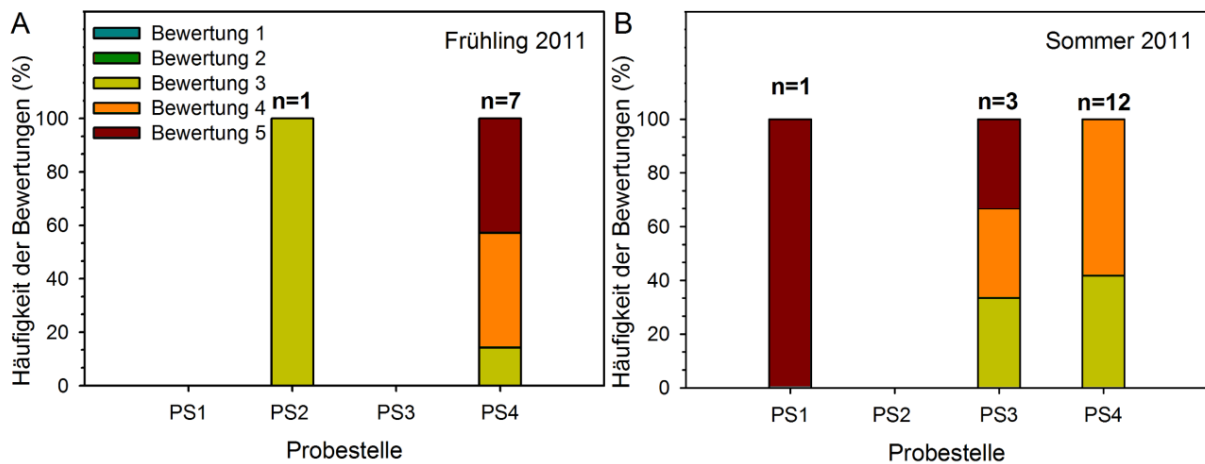 A
Bewertung 1
Bewertung 2
Bewertung 3
Bewertung 4
Bewertung 5
Frühling 2011
n=1
n=7
Häufigkeit der Bewertungen (%)
100
80
60
40
20
0
PS1 PS2 PS3 PS4
Probestelle
B
Sommer 2011
n=1
n=3
n=12
Häufigkeit der Bewertungen (%)
100
80
60
40
20
0
PS1 PS2 PS3 PS4
Probestelle